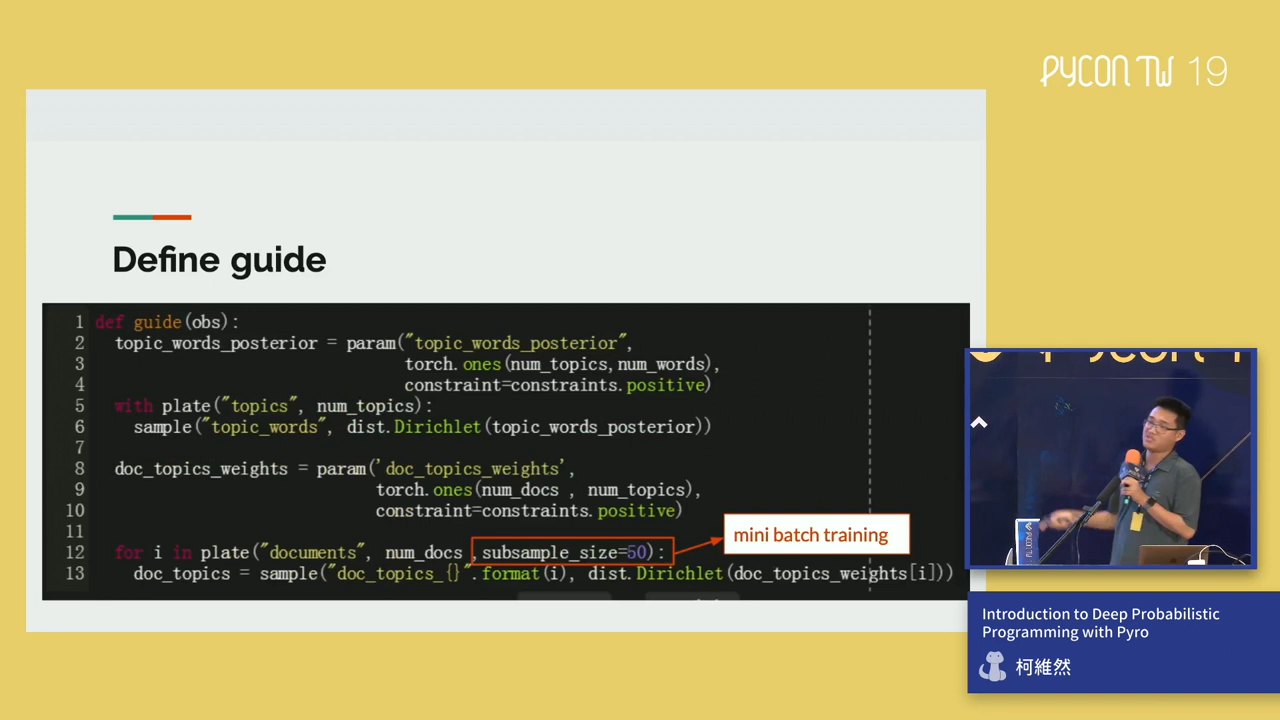 PYCON TW 19
Define guide
1 def guide(obs):
2 topic_words_posterior = param("topic_words_posterior",
3 torch.ones(num_topics,num_words),
4 constraint=constraints.positive)
5 with plate("topics", num_topics):
6 sample("topic_words", dist.Dirichlet(topic_words_posterior))
7
8 doc_topics_weights = param('doc_topics_weights',
9 torch.ones(num_docs , num_topics),
10 constraint=constraints.positive)
11
12 for i in plate("documents", num_docs ,subsample_size=50):
13 doc_topics = sample("doc_topics_{}".format(i), dist.Dirichlet(doc_topics_weights[i]))
mini batch training
Introduction to Deep Probabilistic
Programming with Pyro
柯維然